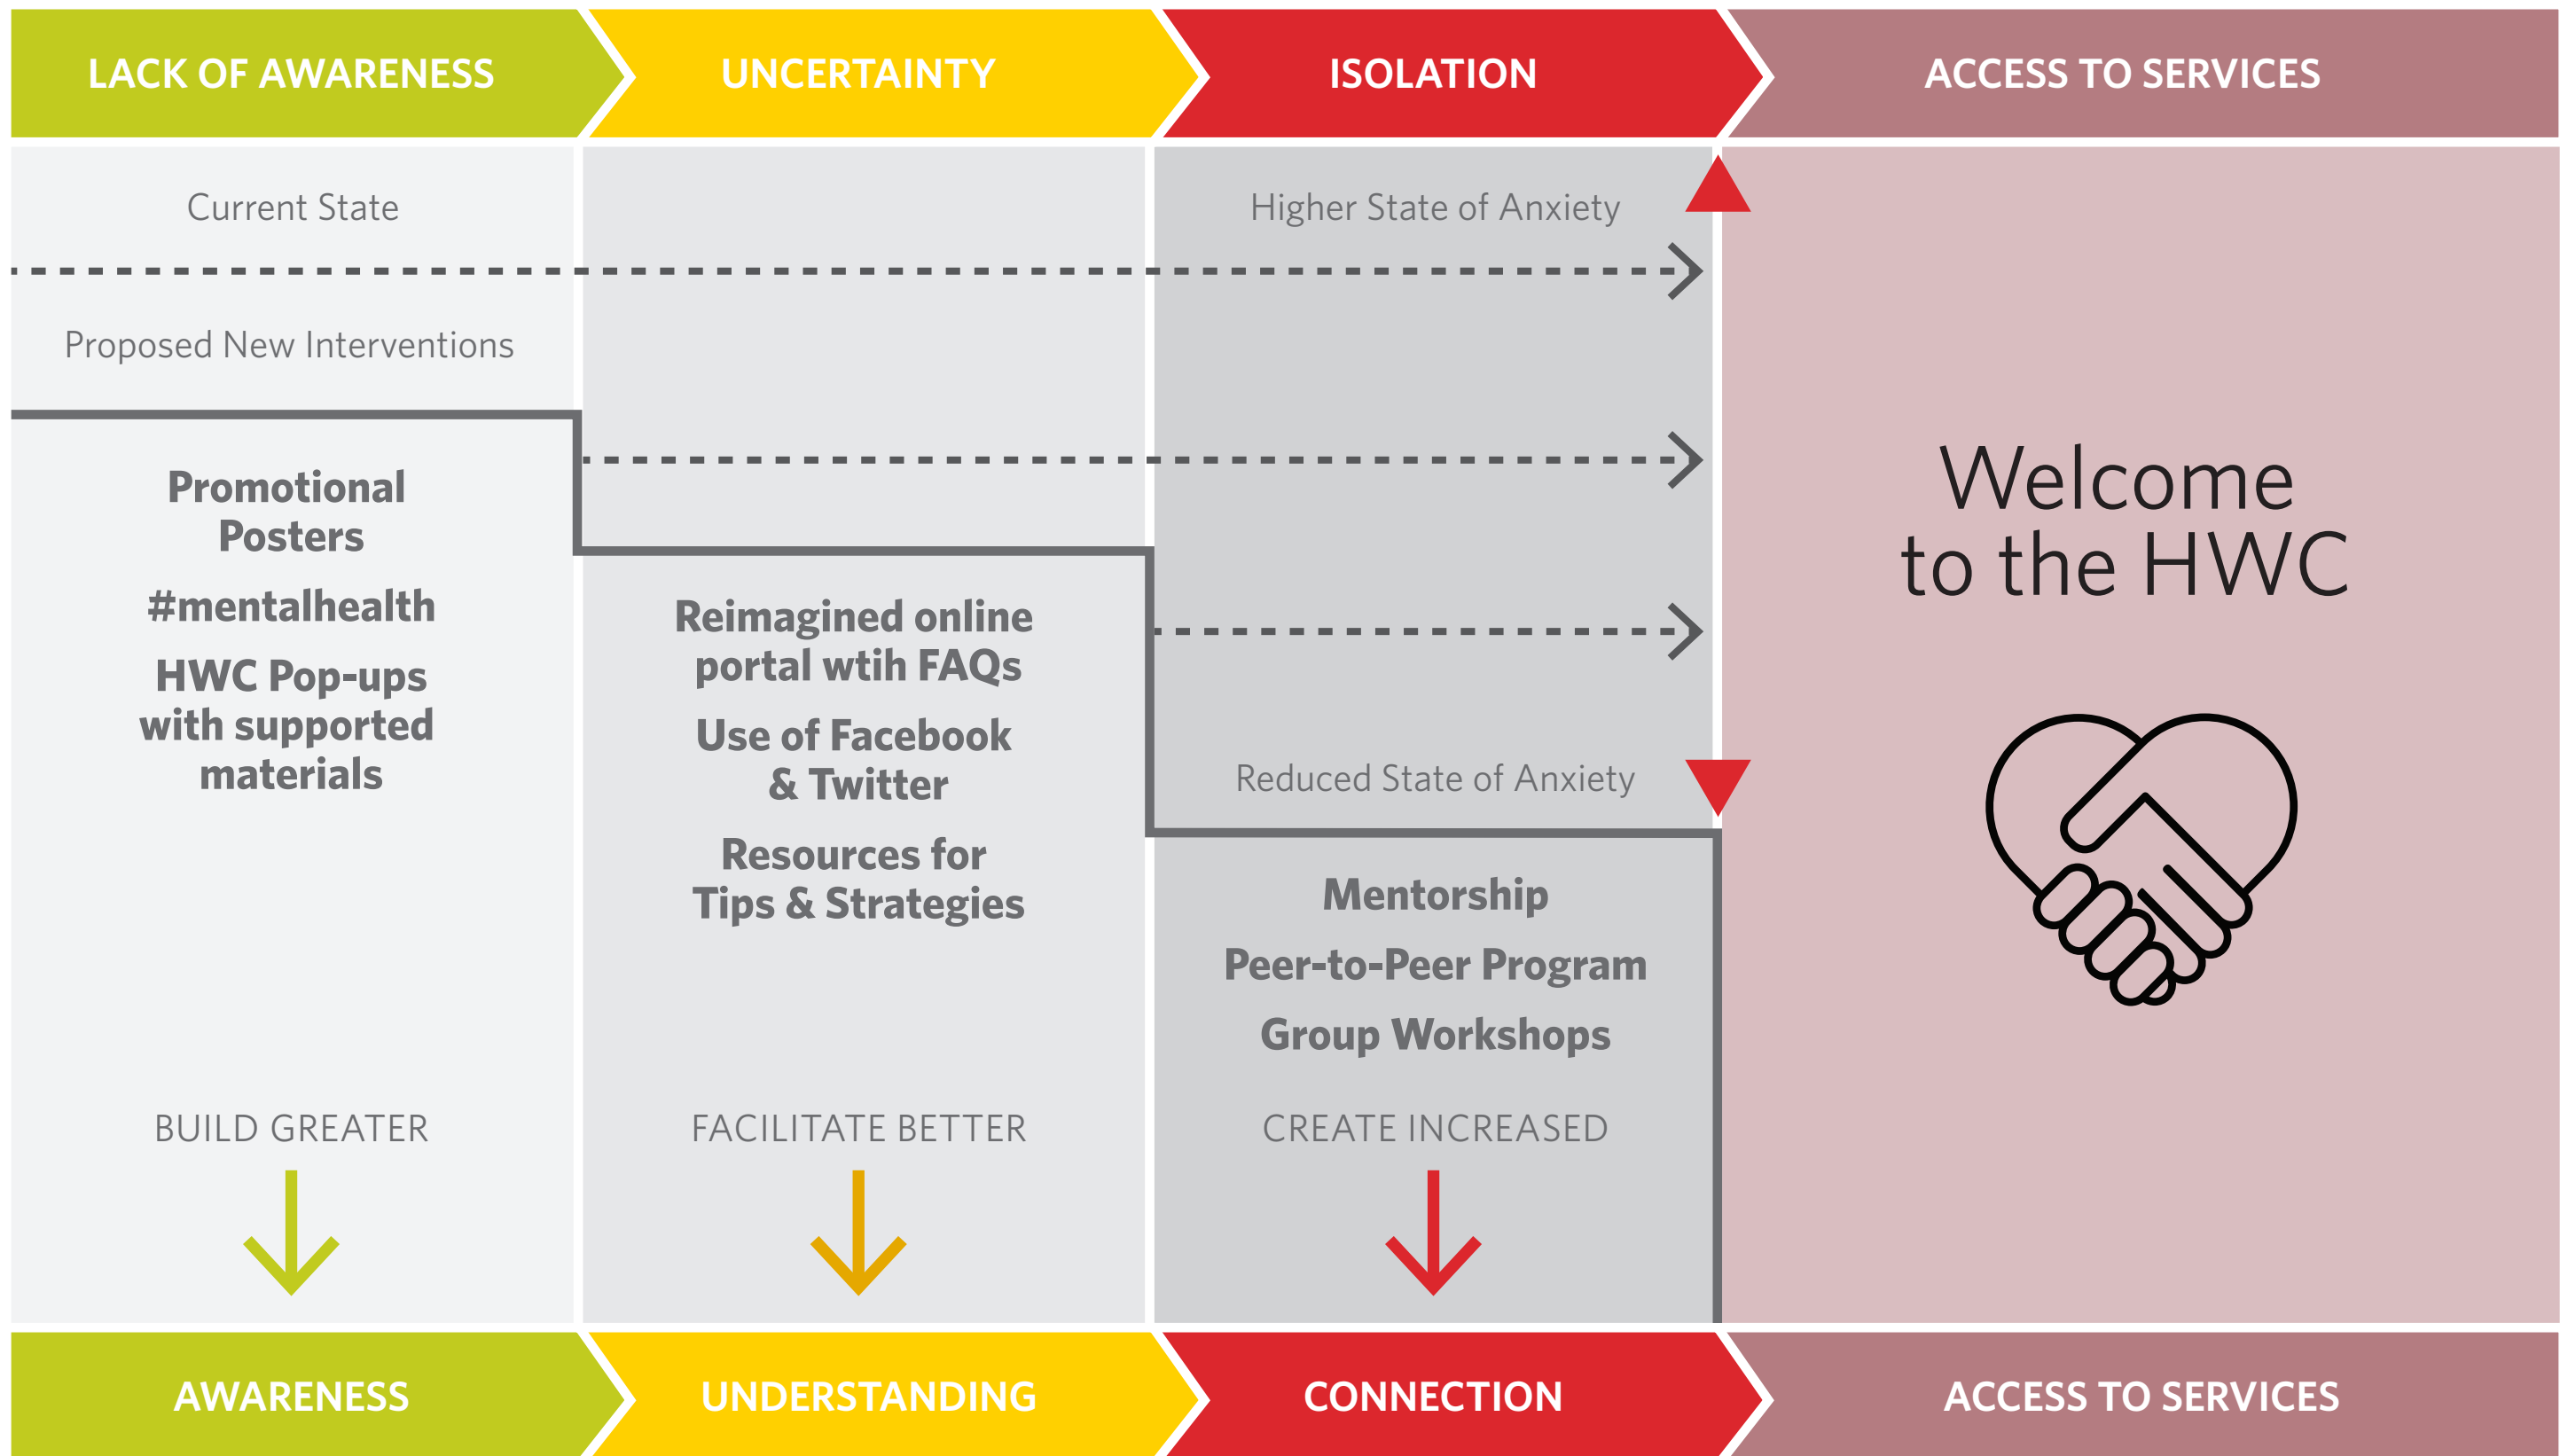 LACK OF AWARENESS
UNCERTAINTY
ISOLATION
ACCESS TO SERVICES
Current State
Higher State of Anxiety
Proposed New Interventions
Promotional
Posters
#mentalhealth
HWC Pop-ups
with supported
materials
Reimagined online
portal wtih FAQs
Use of Facebook
& Twitter
Resources for
Tips & Strategies
Reduced State of Anxiety
Mentorship
Peer-to-Peer Program
Group Workshops
Welcome
to the HWC
BUILD GREATER
FACILITATE BETTER
CREATE INCREASED
AWARENESS
UNDERSTANDING
CONNECTION
ACCESS TO SERVICES